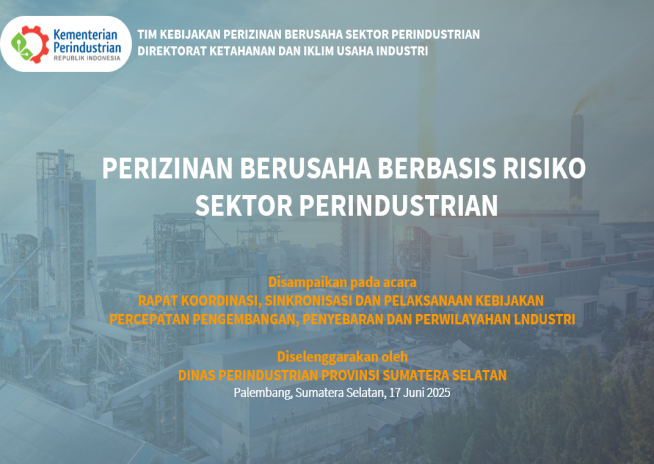 Kementerian
Perindustrian
REPUBLIK INDONESIA
TIM KEBIJAKAN PERIZINAN BERUSAHA SEKTOR PERINDUSTRIAN
DIREKTORAT KETAHANAN DAN IKLIM USAHA INDUSTRI
PERIZINAN BERUSAHA BERBASIS RISIKO
SEKTOR PERINDUSTRIAN
Disampaikan pada acara
RAPAT KOORDINASI, SINKRONISASI DAN PELAKSANAAN KEBIJAKAN
PERCEPATAN PENGEMBANGAN, PENYEBARAN DAN PERWILAYAHAN LNDUSTRI
Diselenggarakan oleh
DINAS PERINDUSTRIAN PROVINSI SUMATERA SELATAN
Palembang, Sumatera Selatan, 17 Juni 2025